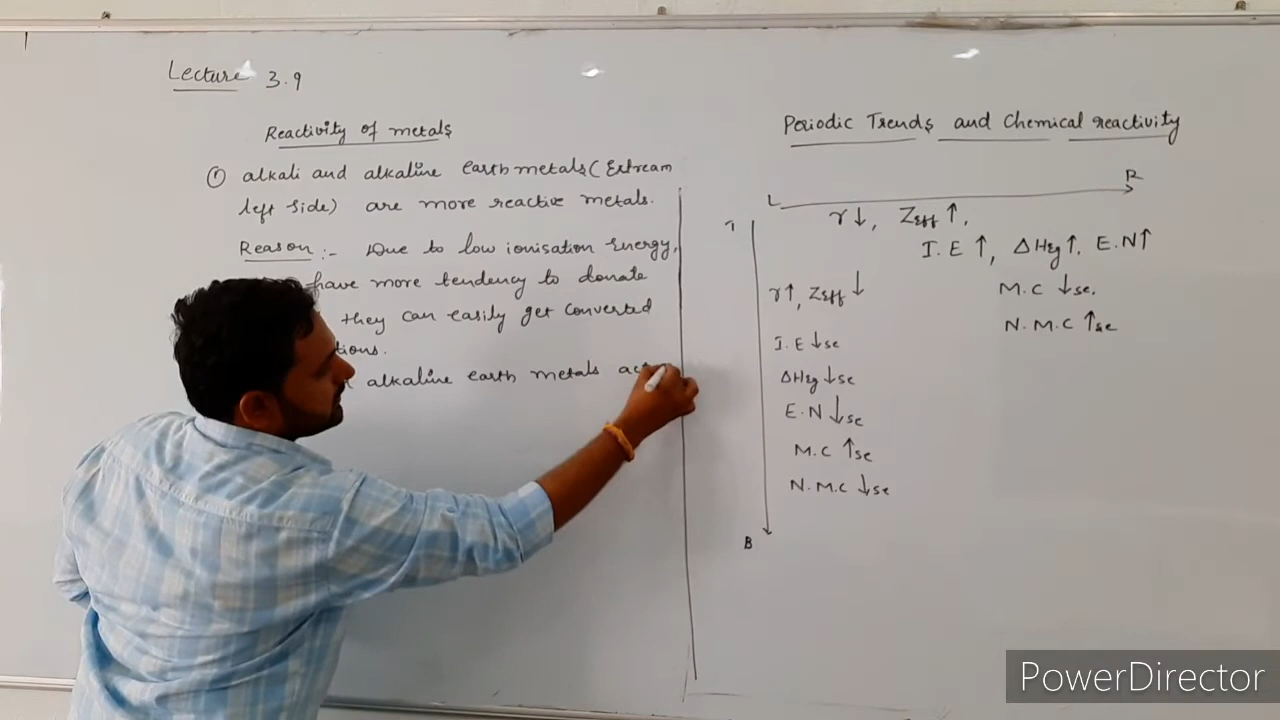 Lecture 3.9
Reactivity of metals
① alkali and alkaline earth metals (Extream
left side) are more reactive metals.
Reason :- Due to low ionisation energy,
have more tendency to donate
they can easily get converted
tions.
alkaline earth metals ac
Periodic Trends and Chemical reactivity
L R
r↓, Zeff ↑,
I.E ↑, ΔHeg ↑, E.N ↑
M.C ↓se.
N.M.C ↑se
T
r↑, Zeff ↓
I.E ↓se
ΔHeg ↓se
E.N ↓se
M.C ↑se
N.M.C ↓se
B
PowerDirector